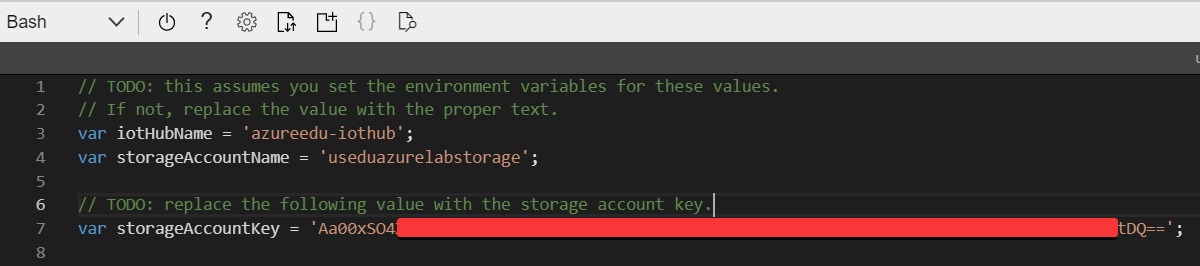 Bash
1 // TODO: this assumes you set the environment variables for these values.
2 // If not, replace the value with the proper text.
3 var iotHubName = 'azureedu-iothub';
4 var storageAccountName = 'useduazurelabstorage';
5
6 // TODO: replace the following value with the storage account key.
7 var storageAccountKey = 'Aa00xSO4 tDQ==';
8